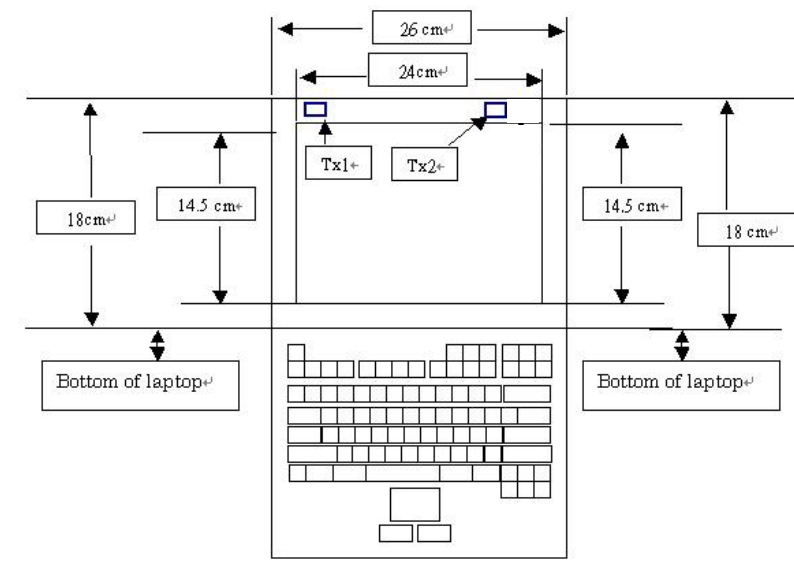 26 cm↵
24cm↵
Tx1↵
Tx2↵
14.5 cm↵
14.5 cm↵
18cm↵
18 cm↵
Bottom of laptop↵
Bottom of laptop↵